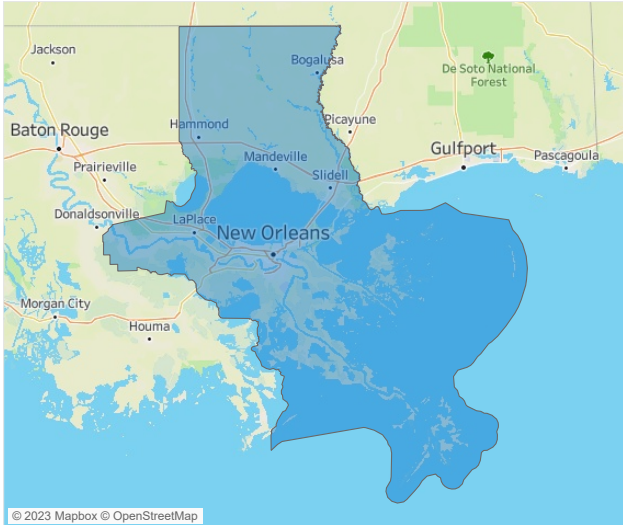 Jackson
Bogalusa
De Soto National
Forest
Hammond
Picayune
Baton Rouge
Gulfport
Mandeville
Pascagoula
Prairieville
Slidell
Donaldsonville
LaPlace
New Orleans
Morgan City
Houma
© 2023 Mapbox © OpenStreetMap